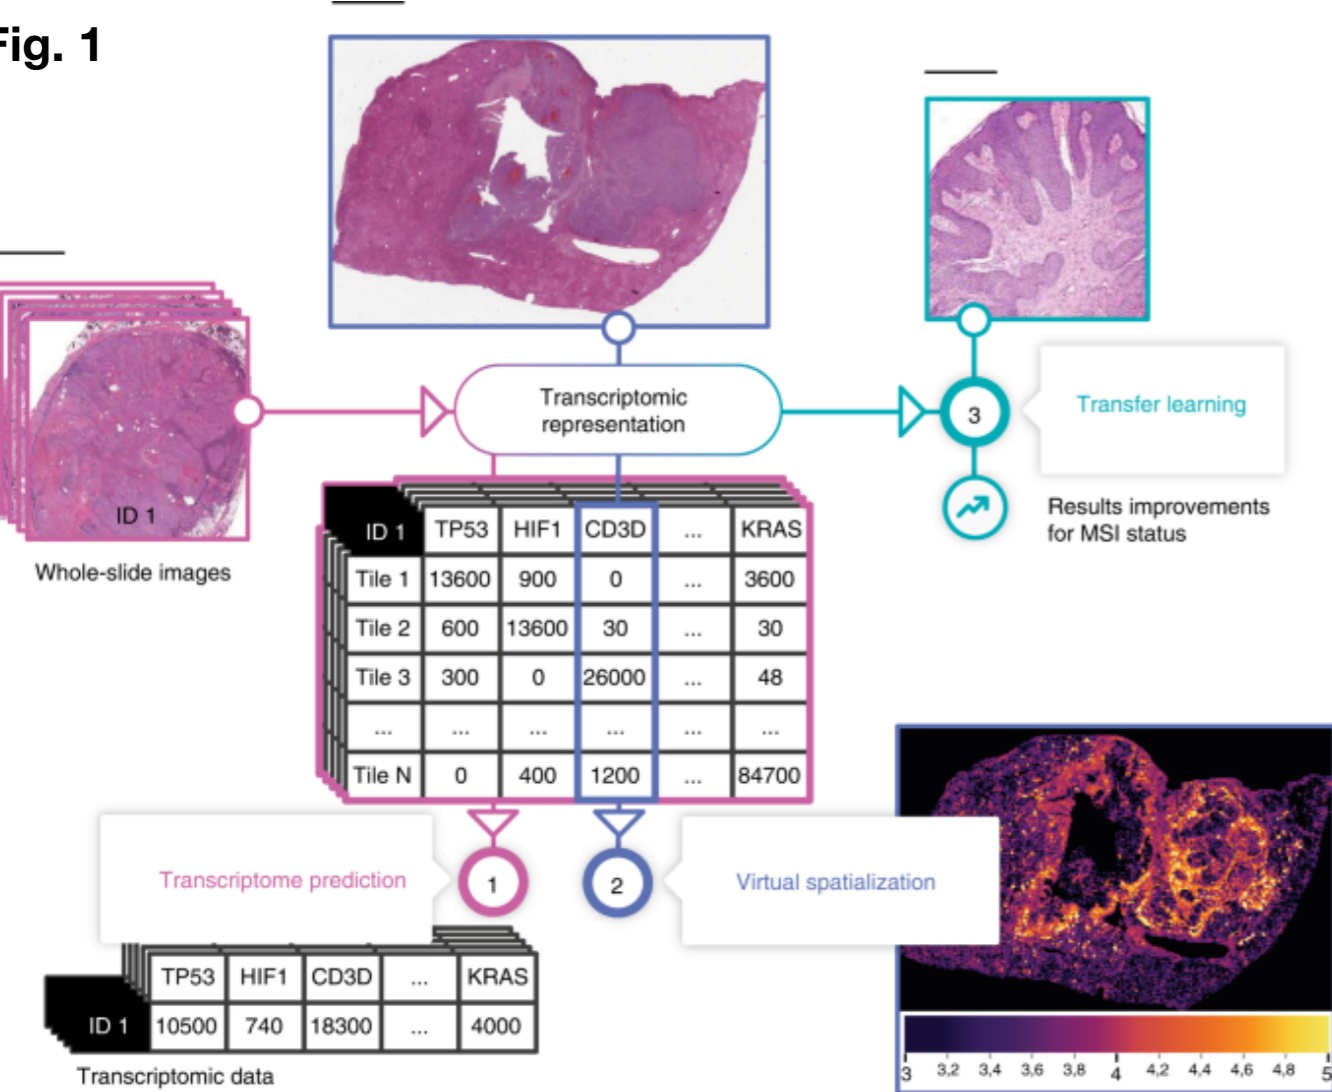 Fig. 1
ID 1
Whole-slide images
Transcriptomic
representation
3
Transfer learning
Results improvements
for MSI status
ID 1 TP53 HIF1 CD3D ... KRAS
Tile 1 13600 900 0 ... 3600
Tile 2 600 13600 30 ... 30
Tile 3 300 0 26000 ... 48
... ... ... ... ... ...
Tile N 0 400 1200 ... 84700
Transcriptome prediction
1
2
Virtual spatialization
TP53 HIF1 CD3D ... KRAS
ID 1 10500 740 18300 ... 4000
Transcriptomic data
3 3,2 3,4 3,6 3,8 4 4,2 4,4 4,6 4,8 5